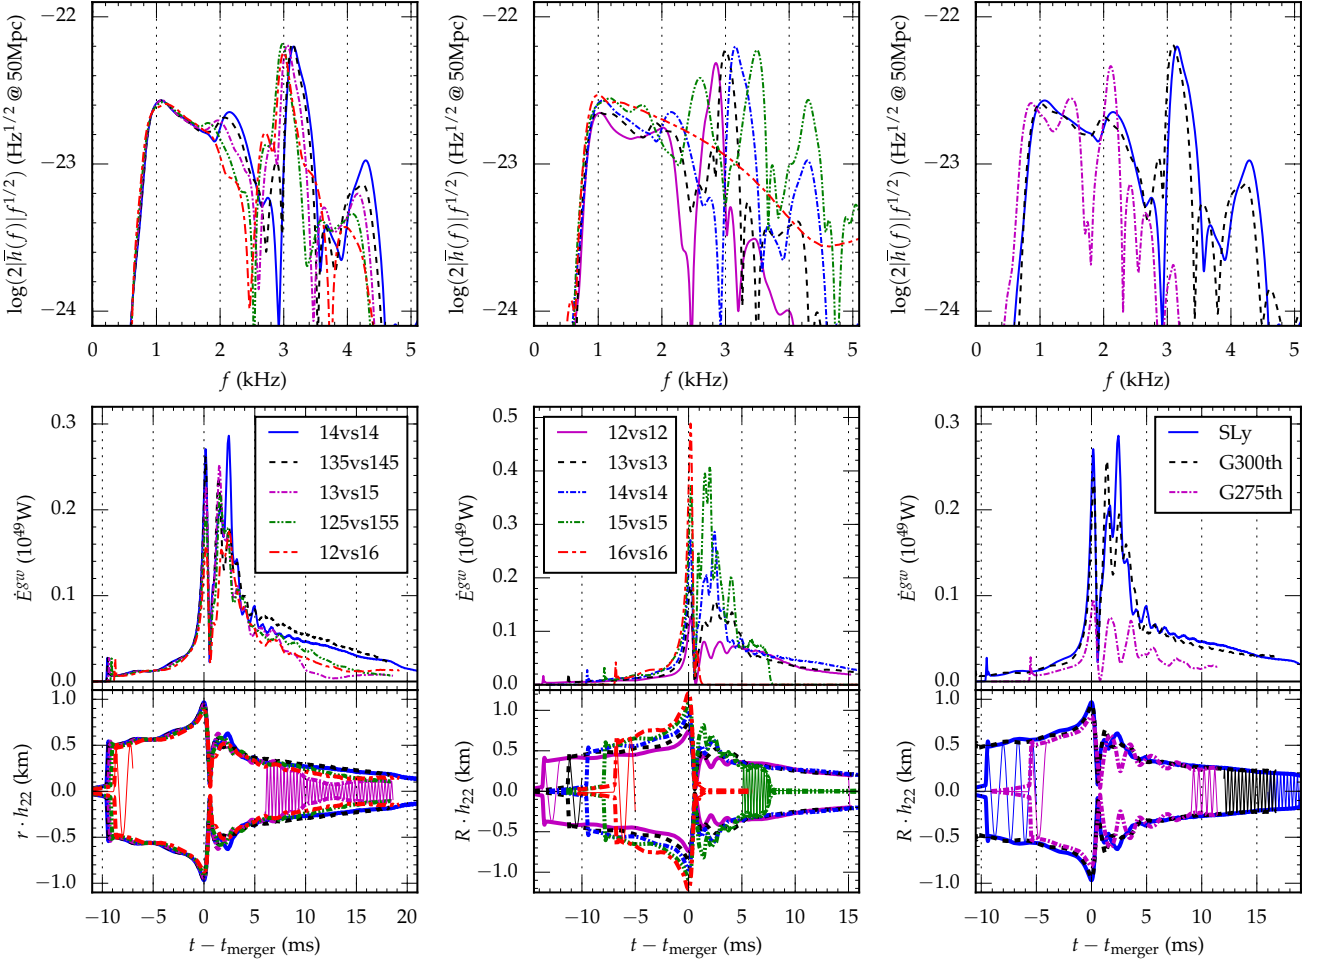 −22
−23
−24
log(2|h̅(f)|f^{1/2}) (Hz^{1/2} @ 50Mpc)
0 1 2 3 4 5
f (kHz)
−22
−23
−24
log(2|h̅(f)|f^{1/2}) (Hz^{1/2} @ 50Mpc)
0 1 2 3 4 5
f (kHz)
−22
−23
−24
log(2|h̅(f)|f^{1/2}) (Hz^{1/2} @ 50Mpc)
0 1 2 3 4 5
f (kHz)
0.3
0.2
0.1
0.0
Ė^{gw} (10^{49}W)
14vs14
135vs145
13vs15
125vs155
12vs16
1.0
0.5
0.0
−0.5
−1.0
r · h_{22} (km)
−10 −5 0 5 10 15 20
t − t_{merger} (ms)
0.5
0.4
0.3
0.2
0.1
0.0
Ė^{gw} (10^{49}W)
12vs12
13vs13
14vs14
15vs15
16vs16
1.0
0.5
0.0
−0.5
−1.0
R · h_{22} (km)
−10 −5 0 5 10 15
t − t_{merger} (ms)
0.3
0.2
0.1
0.0
Ė^{gw} (10^{49}W)
SLy
G300th
G275th
1.0
0.5
0.0
−0.5
−1.0
R · h_{22} (km)
−10 −5 0 5 10 15
t − t_{merger} (ms)